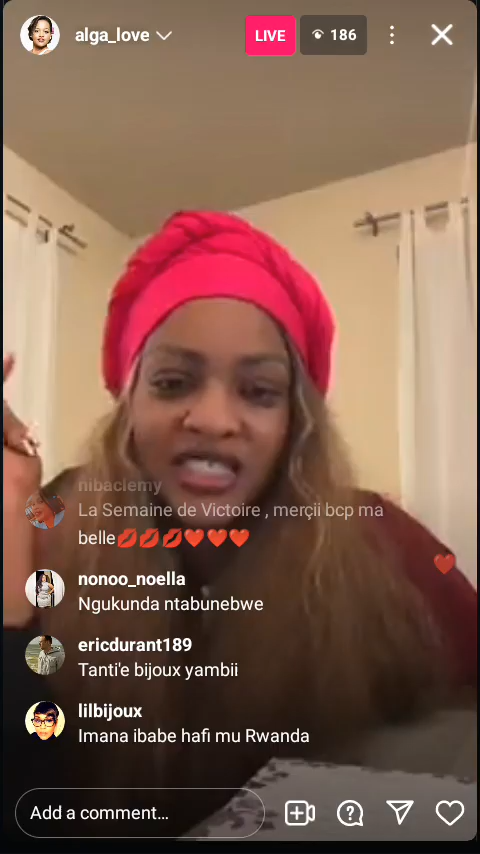 alga_love
LIVE
186
nibaclemy
La Semaine de Victoire , merçii bcp ma
belle💋💋💋❤️❤️❤️
nonoo_noella
Ngukunda ntabunebwe
ericdurant189
Tanti'e bijoux yambii
lilbijoux
Imana ibabe hafi mu Rwanda
Add a comment...